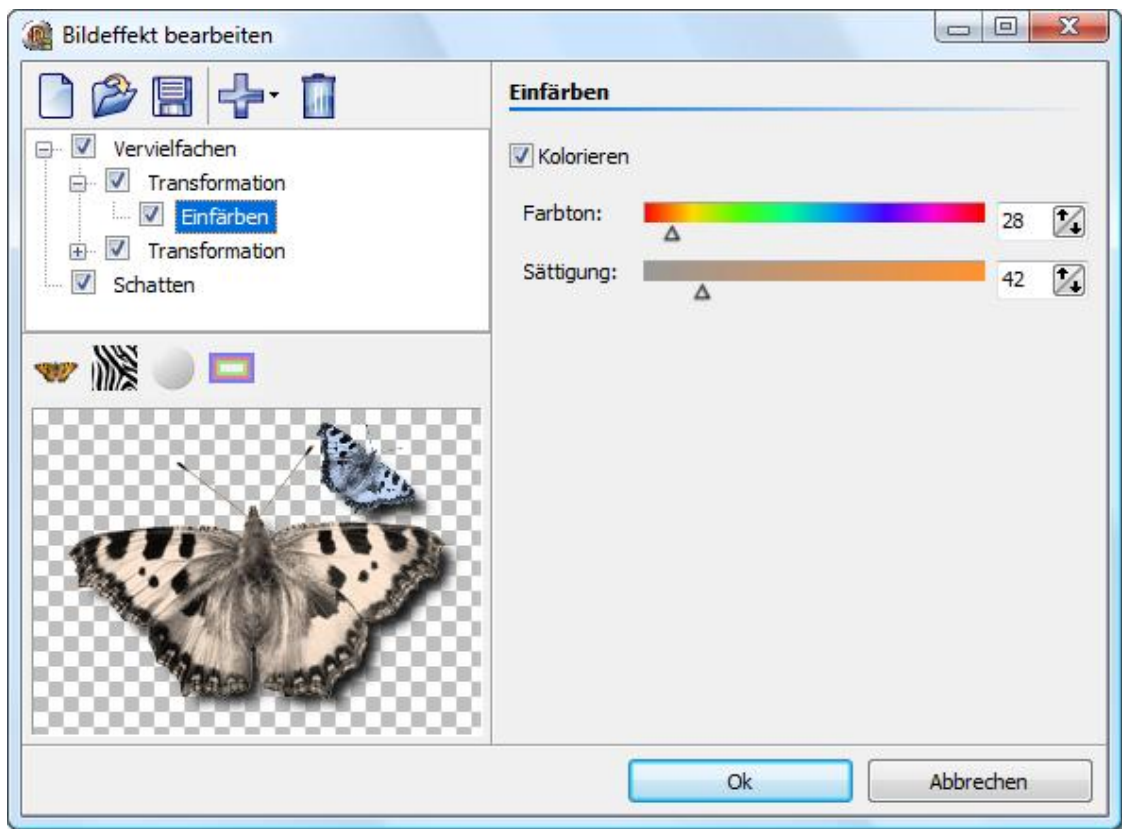 Bildeffekt bearbeiten
Vervielfachen
Transformation
Einfärben
Transformation
Schatten
Einfärben
Kolorieren
Farbton: 28
Sättigung: 42
Ok Abbrechen